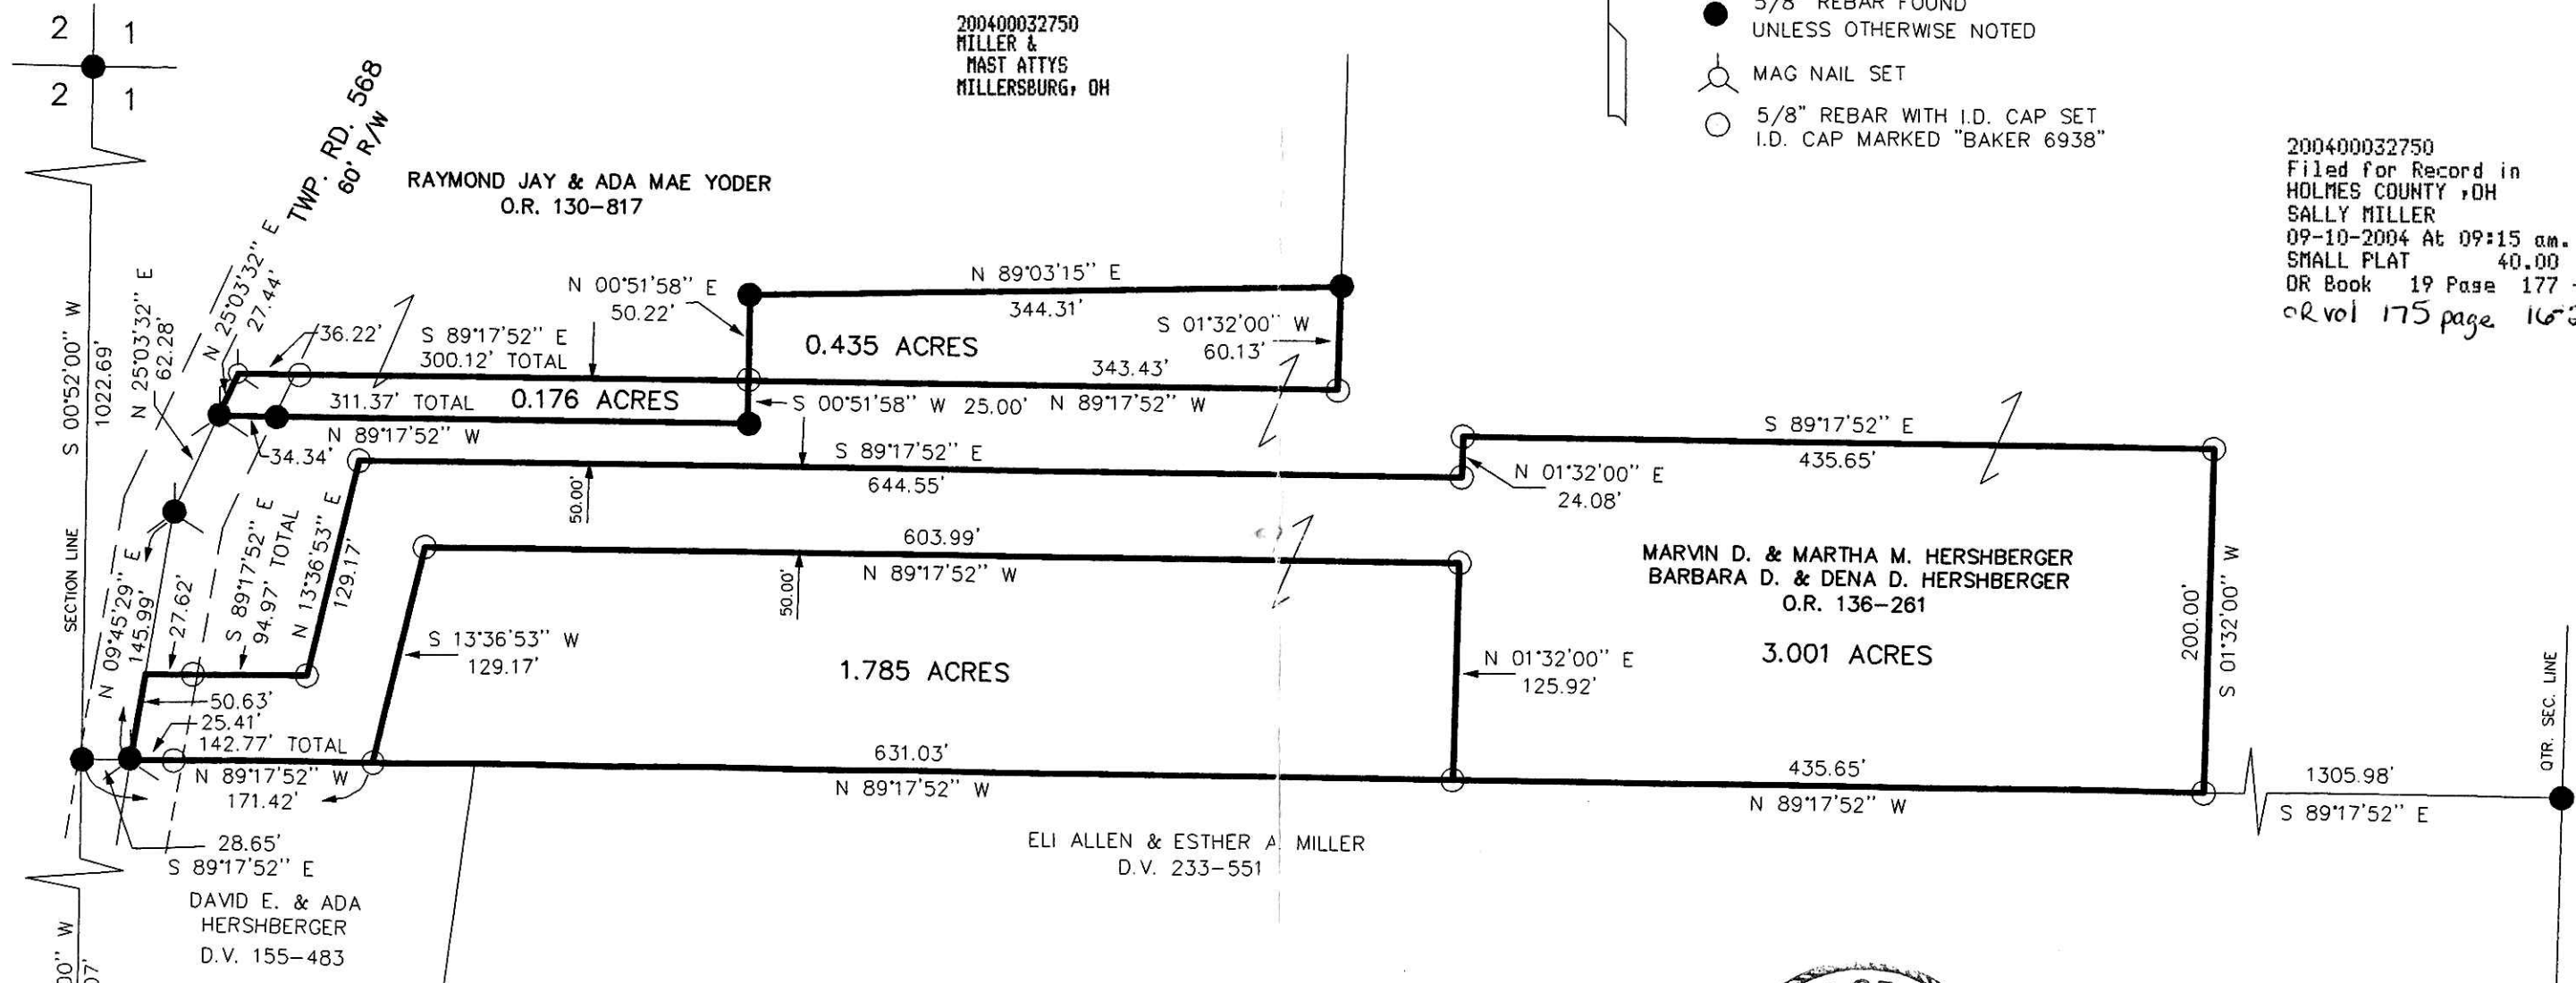 2 1
2 1
TWP. RD. 568
60' R/W
200400032750
MILLER &
MAST ATTYS
MILLERSBURG, OH
5/8" REBAR FOUND
UNLESS OTHERWISE NOTED
MAG NAIL SET
5/8" REBAR WITH I.D. CAP SET
I.D. CAP MARKED "BAKER 6938"
200400032750
Filed for Record in
HOLMES COUNTY ,OH
SALLY MILLER
09-10-2004 At 09:15 am.
SMALL PLAT 40.00
OR Book 19 Page 177 -
OR vol 175 page
RAYMOND JAY & ADA MAE YODER
O.R. 130-817
S 00°52'00" W
1022.69'
SECTION LINE
N 25°03'32" E
62.28'
N 25°03'32" E
27.44'
36.22'
S 89°17'52" E
300.12' TOTAL
N 00°51'58" E
50.22'
N 89°03'15" E
344.31'
0.435 ACRES
S 01°32'00" W
60.13'
343.43'
N 89°17'52" W
311.37' TOTAL
0.176 ACRES
S 00°51'58" W 25.00'
N 89°17'52" W
34.34'
S 89°17'52" E
644.55'
50.00'
S 89°17'52" E
435.65'
N 01°32'00" E
24.08'
N 09°45'29" E
145.99'
27.62'
S 89°17'52" E
94.97' TOTAL
N 13°36'53" E
129.17'
603.99'
N 89°17'52" W
50.00'
MARVIN D. & MARTHA M. HERSHBERGER
BARBARA D. & DENA D. HERSHBERGER
O.R. 136-261
3.001 ACRES
200.00'
S 01°32'00" W
S 13°36'53" W
129.17'
1.785 ACRES
N 01°32'00" E
125.92'
QTR. SEC. LINE
50.63'
25.41'
142.77' TOTAL
N 89°17'52" W
171.42'
631.03'
N 89°17'52" W
435.65'
N 89°17'52" W
1305.98'
S 89°17'52" E
28.65'
S 89°17'52" E
ELI ALLEN & ESTHER A. MILLER
D.V. 233-551
DAVID E. & ADA
HERSHBERGER
D.V. 155-483
00" W
07'